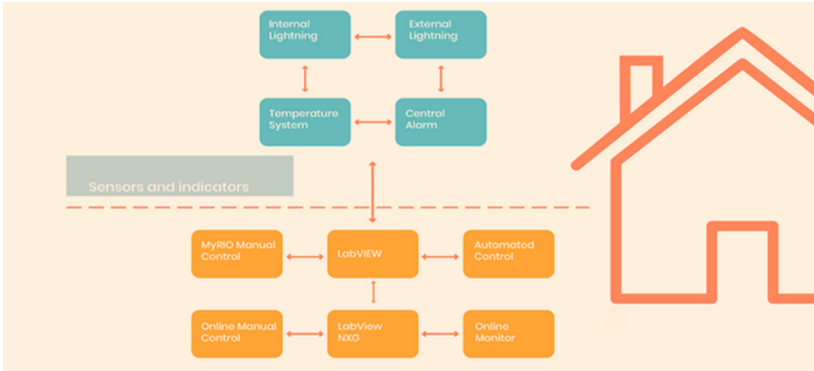 Internal
Lightning
External
Lightning
Temperature
System
Central
Alarm
Sensors and indicators
MyRIO Manual
Control
LabVIEW
Automated
Control
Online Manual
Control
LabView
NXG
Online
Monitor